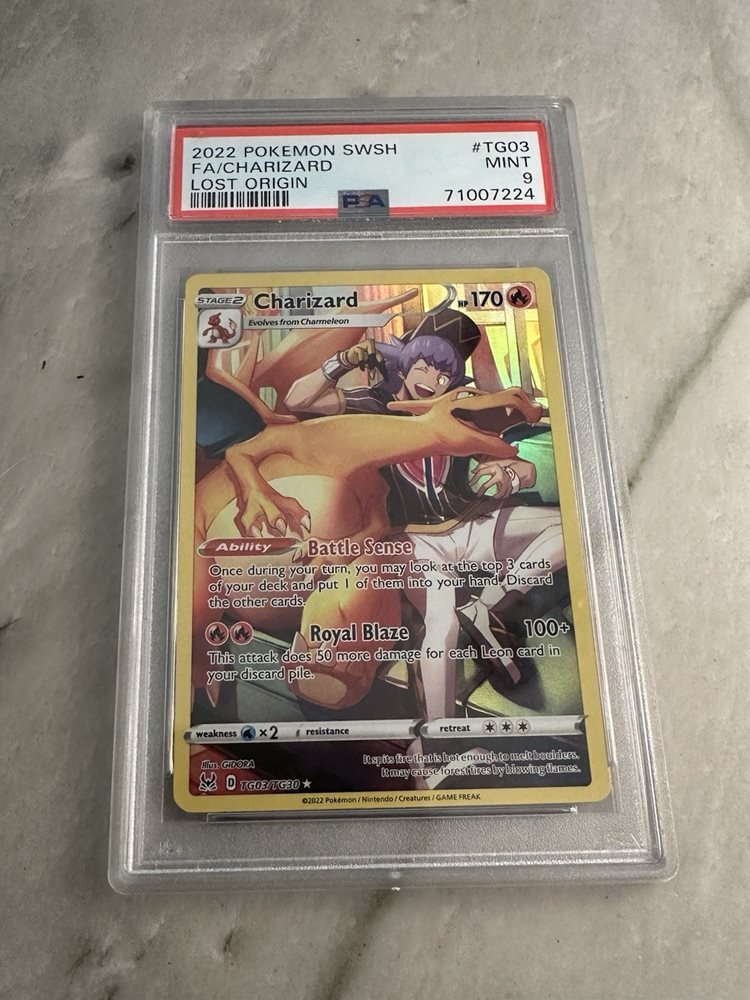 2022 POKEMON SWSH #TG03
FA/CHARIZARD MINT
LOST ORIGIN 9
PSA 71007224
STAGE2 Charizard HP 170
Evolves from Charmeleon
Ability Battle Sense
Once during your turn, you may look at the top 3 cards
of your deck and put 1 of them into your hand. Discard
the other cards.
Royal Blaze 100+
This attack does 50 more damage for each Leon card in
your discard pile.
weakness ×2 resistance retreat
Illus. GIDORA
It spits fire that is hot enough to melt boulders.
It may cause forest fires by blowing flames.
D TG03/TG30 ★
©2022 Pokémon / Nintendo / Creatures / GAME FREAK